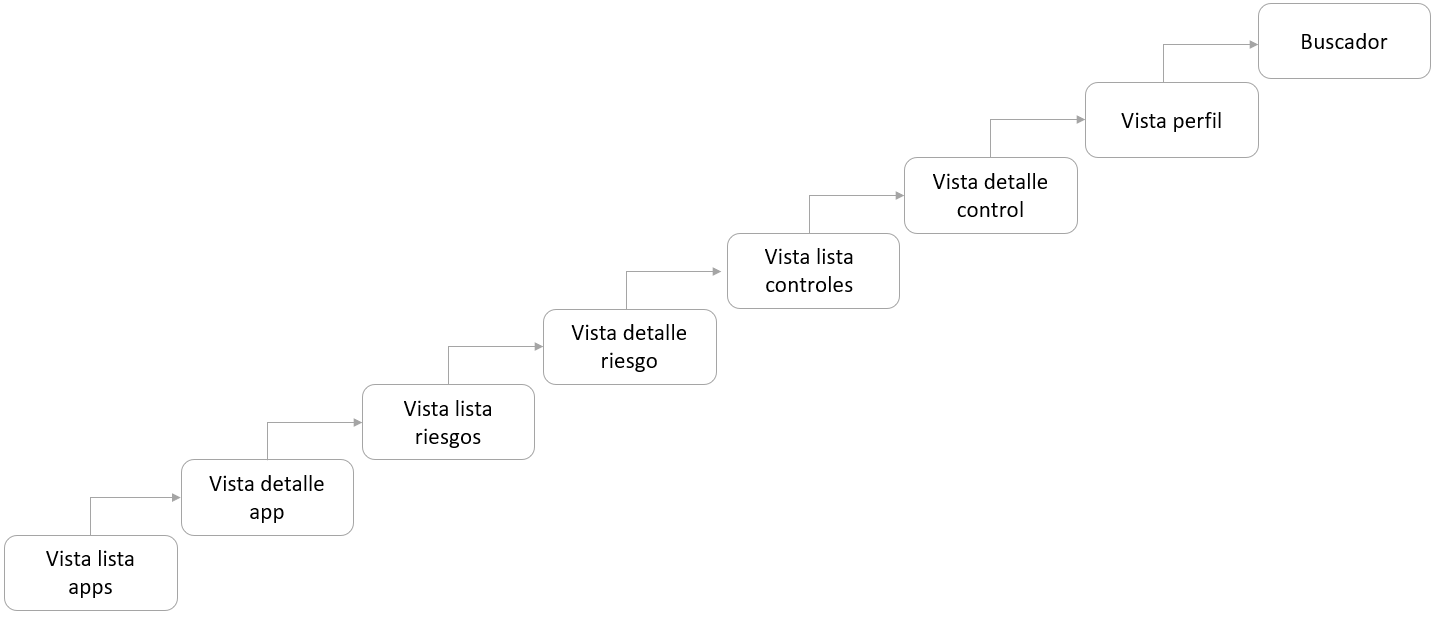 Buscador
Vista perfil
Vista detalle
control
Vista lista
controles
Vista detalle
riesgo
Vista lista
riesgos
Vista detalle
app
Vista lista
apps